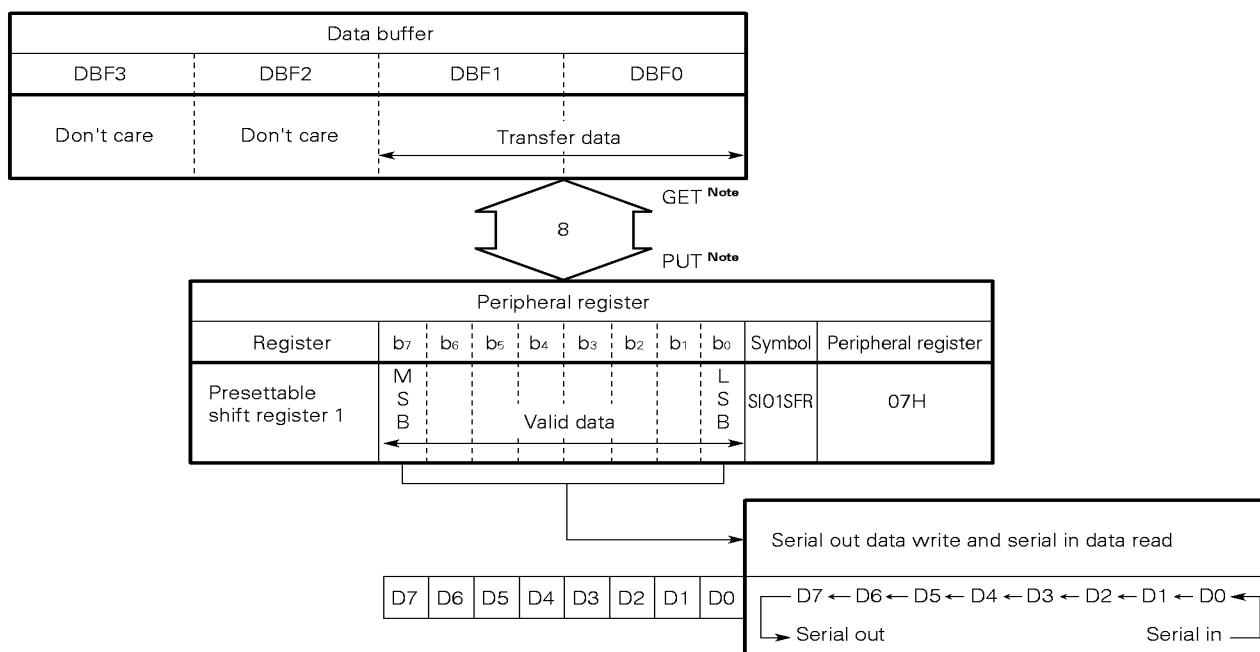 Data buffer
DBF3 DBF2 DBF1 DBF0
Don't care Don't care Transfer data
GET Note
8
PUT Note
Peripheral register
Register b7 b6 b5 b4 b3 b2 b1 b0 Symbol Peripheral register
Presettable
shift register 1
M
S
B
Valid data
L
S
B
SIO1SFR
07H
Serial out data write and serial in data read
D7 D6 D5 D4 D3 D2 D1 D0
D7 ← D6 ← D5 ← D4 ← D3 ← D2 ← D1 ← D0
Serial out Serial in